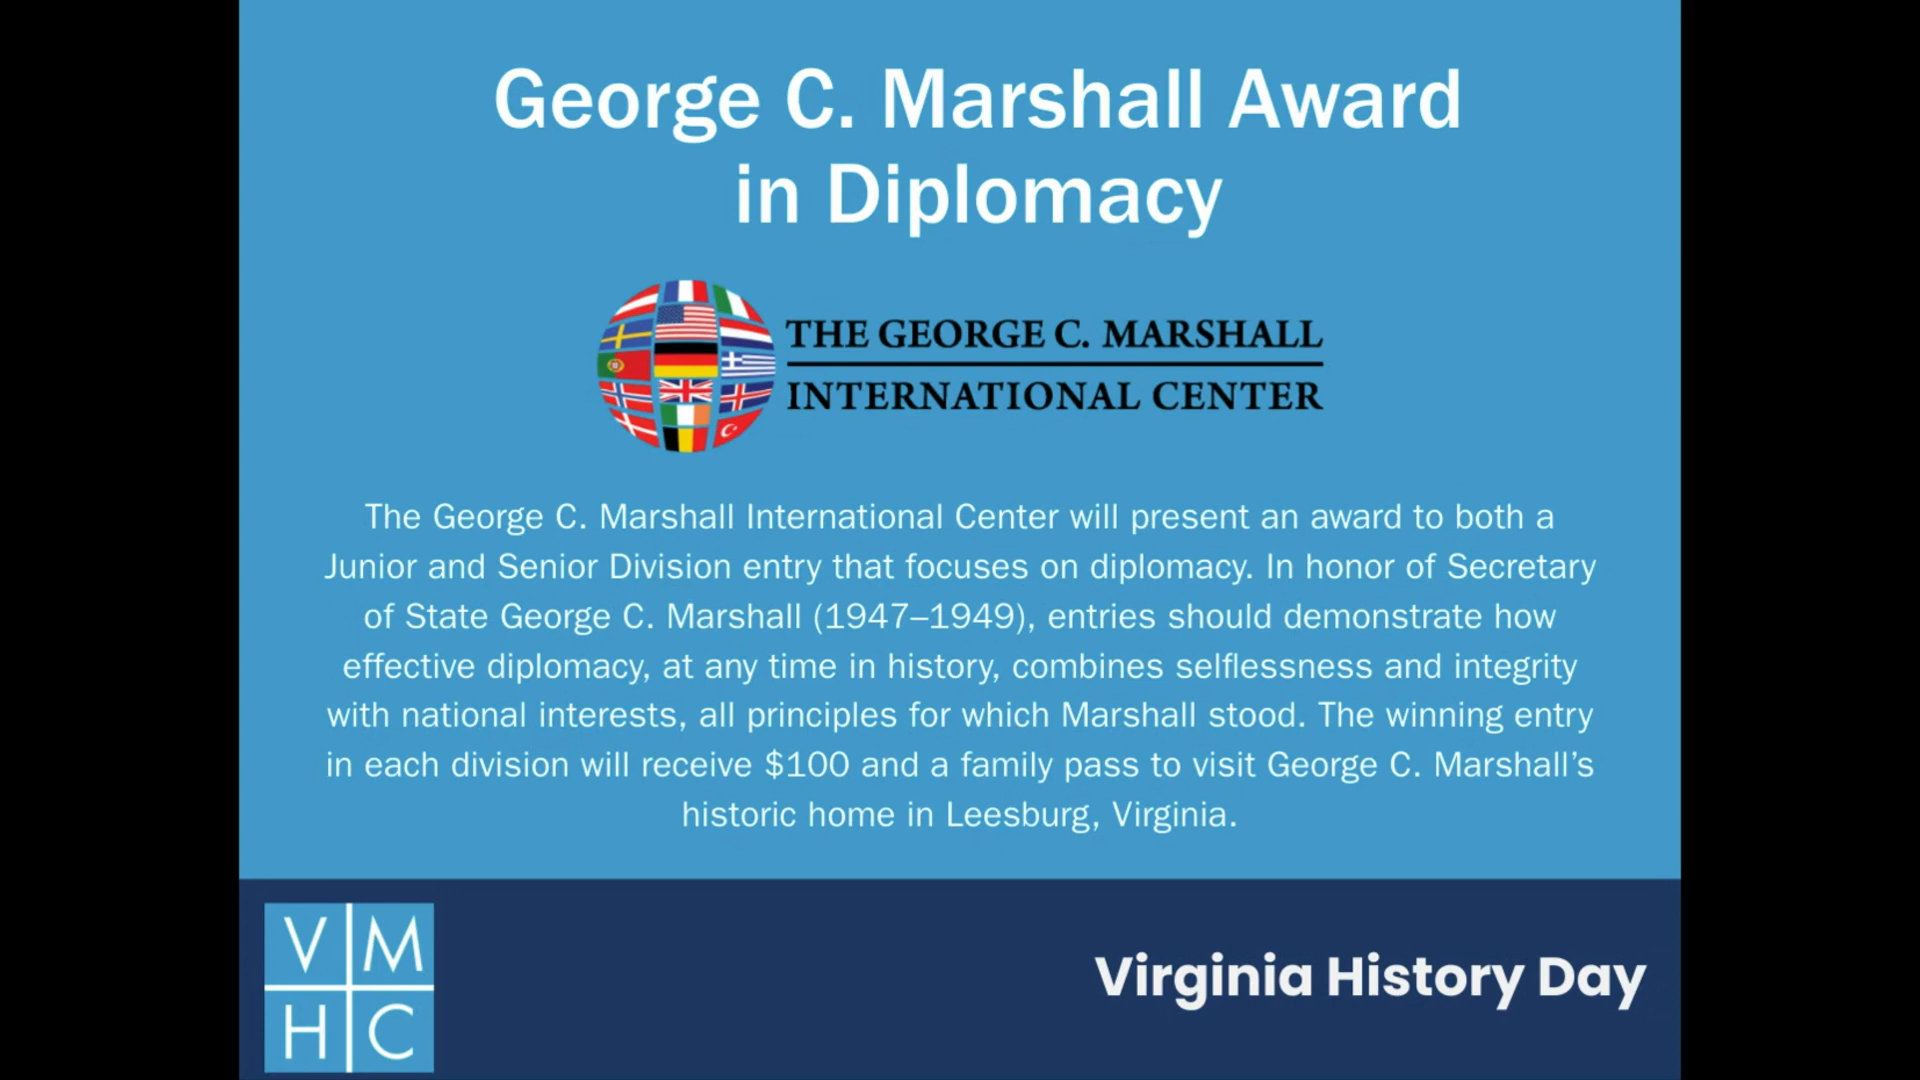 George C. Marshall Award
in Diplomacy
THE GEORGE C. MARSHALL
INTERNATIONAL CENTER
The George C. Marshall International Center will present an award to both a
Junior and Senior Division entry that focuses on diplomacy. In honor of Secretary
of State George C. Marshall (1947–1949), entries should demonstrate how
effective diplomacy, at any time in history, combines selflessness and integrity
with national interests, all principles for which Marshall stood. The winning entry
in each division will receive $100 and a family pass to visit George C. Marshall’s
historic home in Leesburg, Virginia.
V M
H C
Virginia History Day